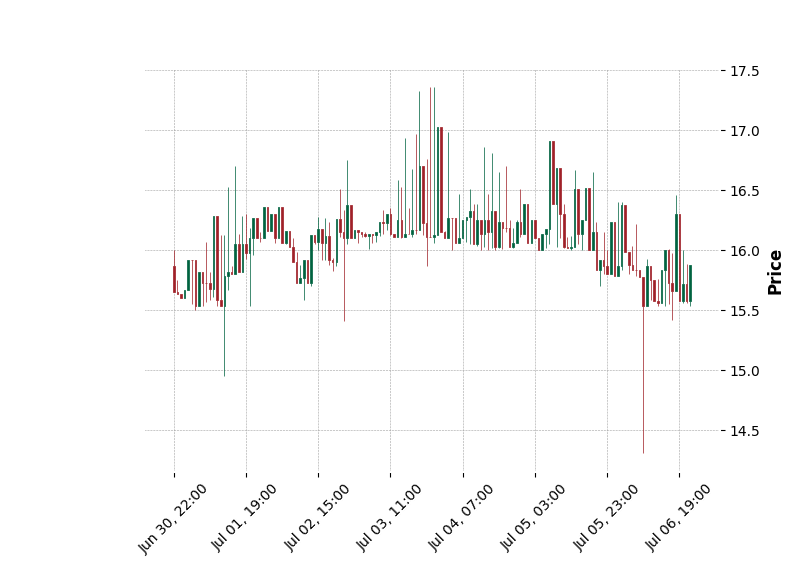 17.5
17.0
16.5
16.0
15.5
15.0
14.5
Price
Jun 30, 22:00
Jul 01, 19:00
Jul 02, 15:00
Jul 03, 11:00
Jul 04, 07:00
Jul 05, 03:00
Jul 05, 23:00
Jul 06, 19:00